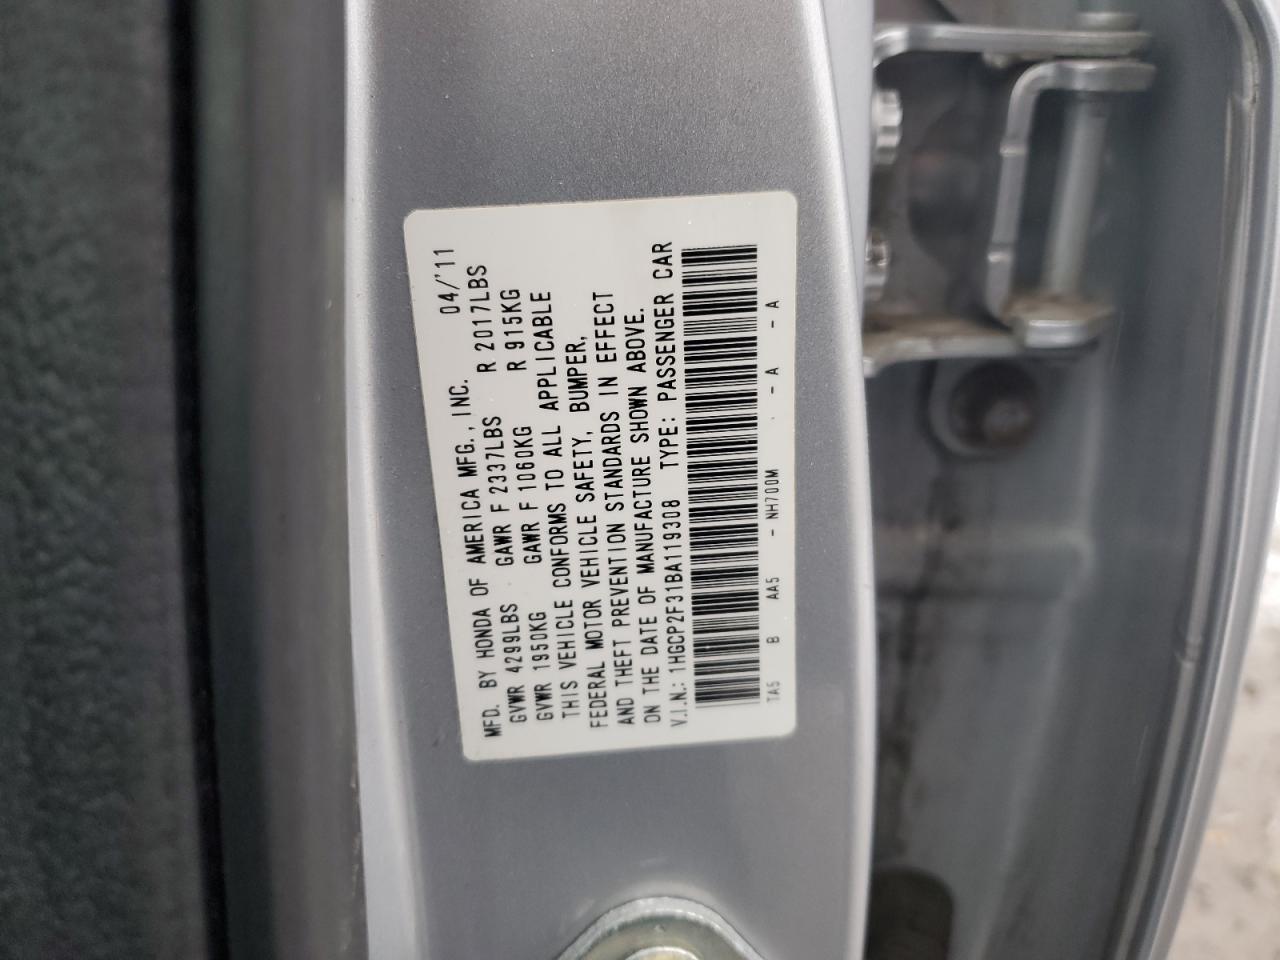 MFD. BY HONDA OF AMERICA MFG., INC. 04/'11
GVWR 4299LBS GAWR F 2337LBS R 2017LBS
GVWR 1950KG GAWR F 1060KG R 915KG
THIS VEHICLE CONFORMS TO ALL APPLICABLE
FEDERAL MOTOR VEHICLE SAFETY, BUMPER,
AND THEFT PREVENTION STANDARDS IN EFFECT
ON THE DATE OF MANUFACTURE SHOWN ABOVE.
V.I.N.: 1HGCP2F31BA119308 TYPE: PASSENGER CAR
TA5 B AA5 - NH700M - A - A